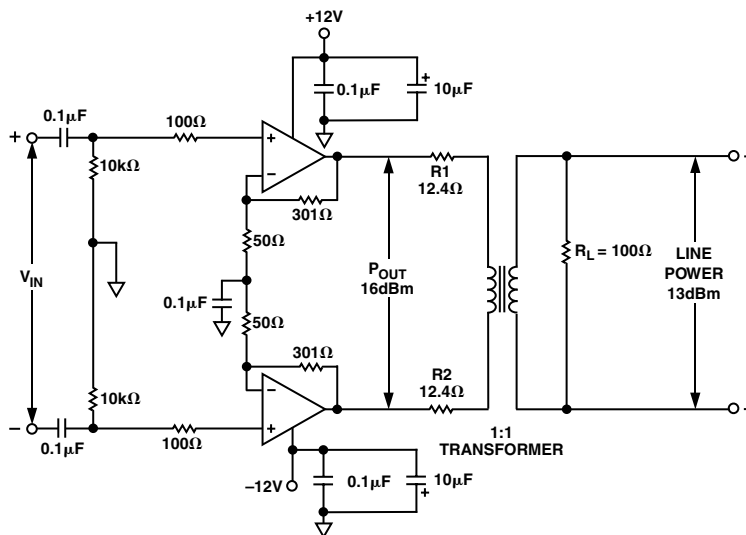 +12V
0.1μF
10μF
0.1μF
100Ω
+
+
–
10kΩ
301Ω
50Ω
R1
12.4Ω
P_OUT
16dBm
R_L = 100Ω
LINE
POWER
13dBm
V_IN
0.1μF
50Ω
301Ω
R2
12.4Ω
10kΩ
–
+
–
100Ω
0.1μF
1:1
TRANSFORMER
–12V
0.1μF
10μF
+